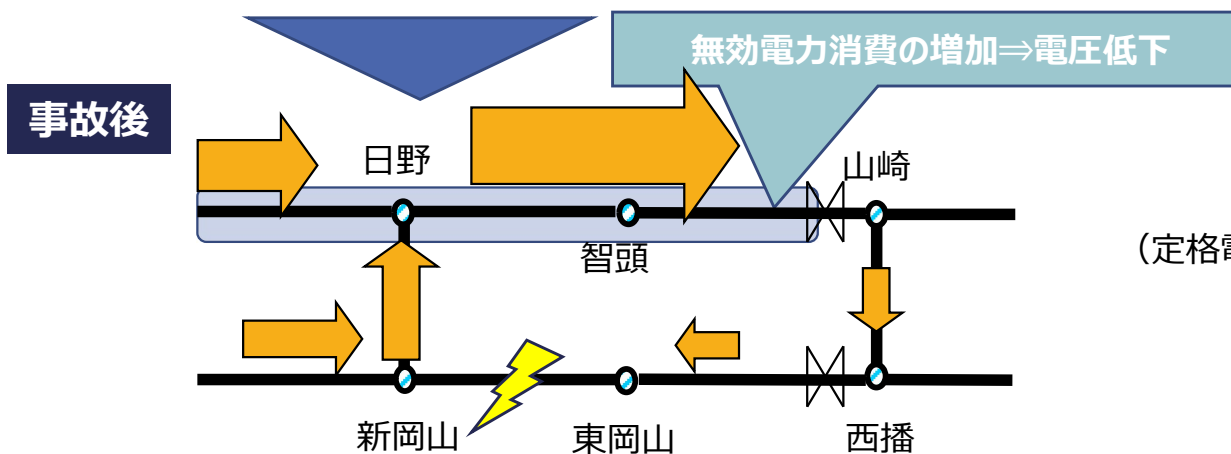 無効電力消費の増加⇒電圧低下
事故後
日野
山崎
智頭
（定格電
新岡山
東岡山
西播